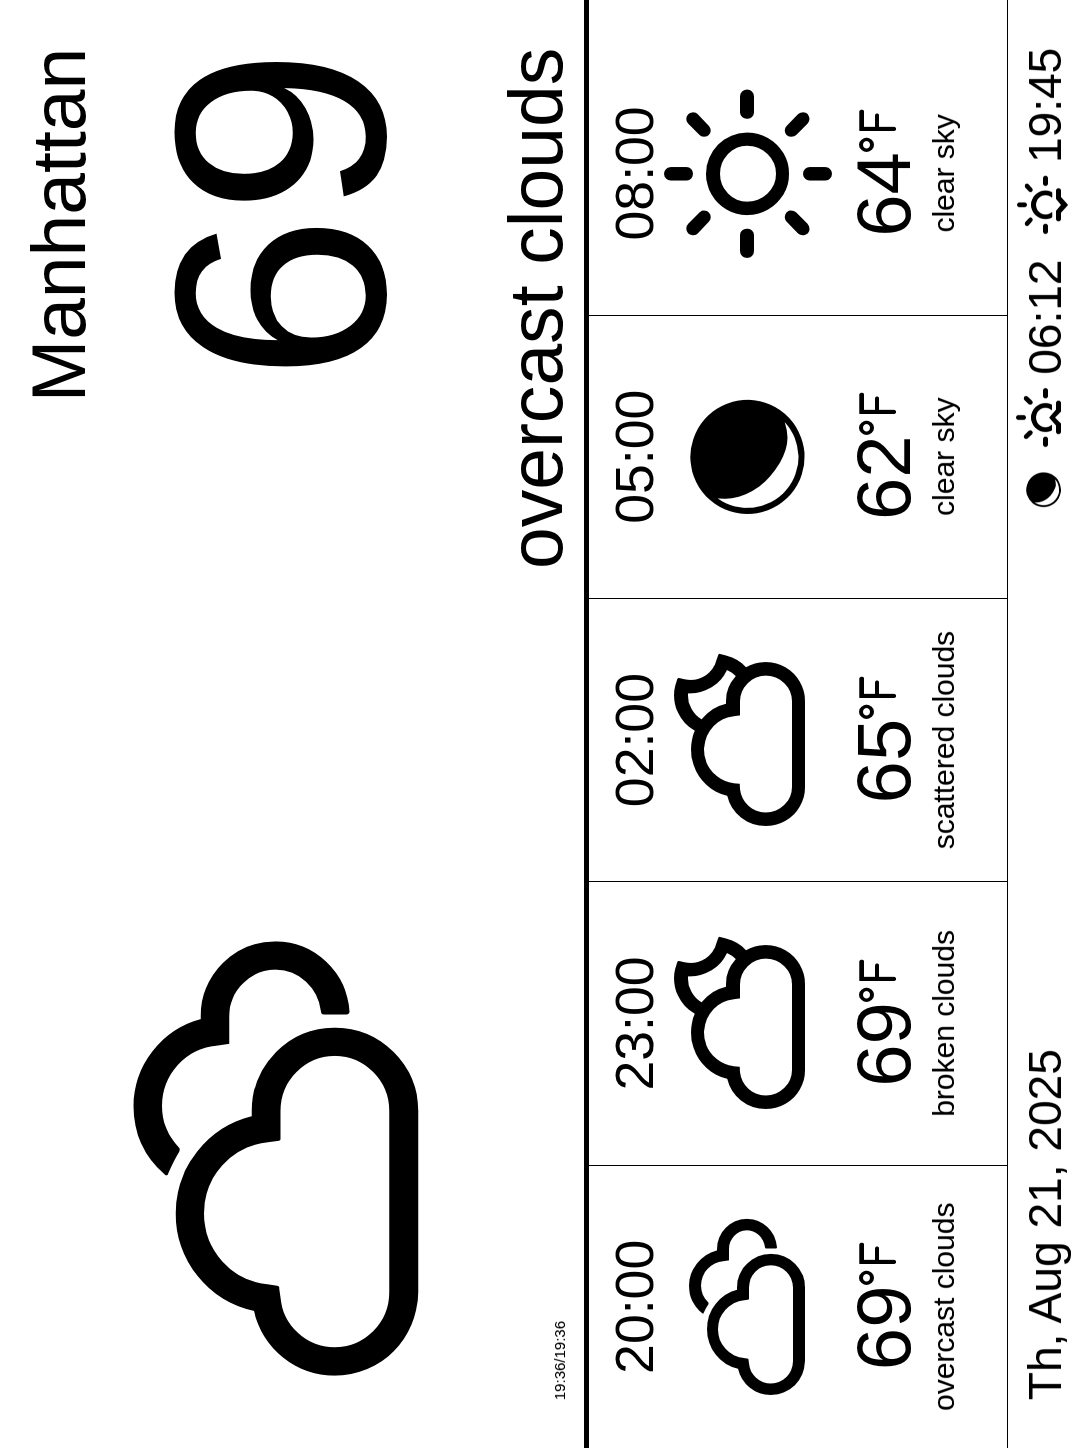 Manhattan
69
overcast clouds
19:36/19:36
20:00 23:00 02:00 05:00 08:00
69°F 69°F 65°F 62°F 64°F
overcast clouds broken clouds scattered clouds clear sky clear sky
Th, Aug 21, 2025 06:12 19:45